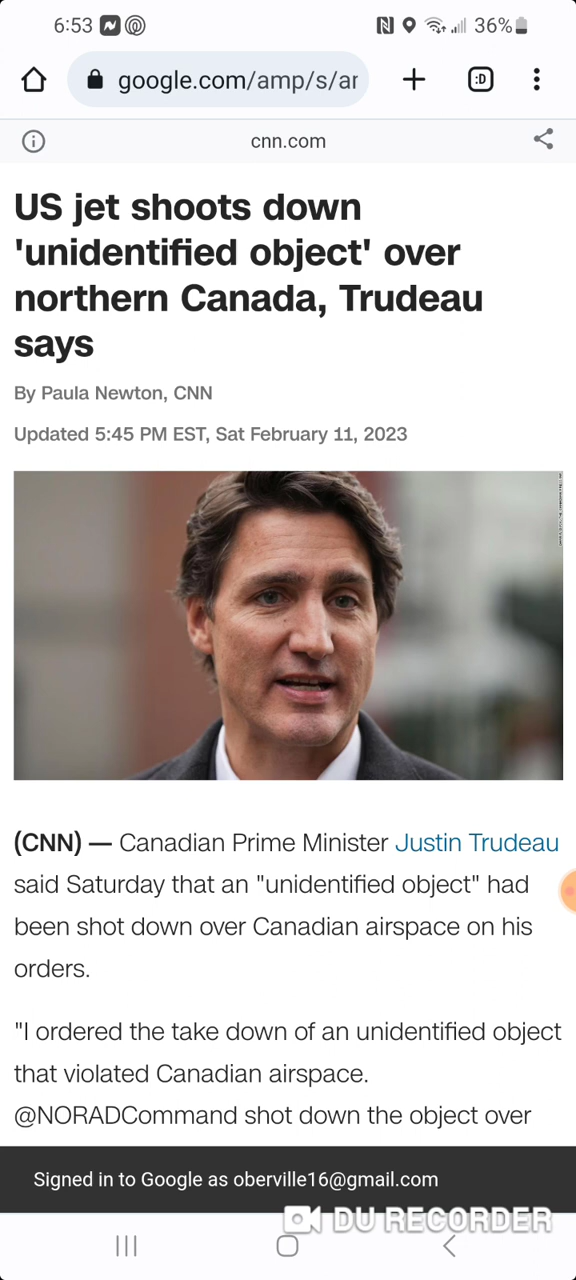 6:53
36%
google.com/amp/s/ar
:D
cnn.com
US jet shoots down
'unidentified object' over
northern Canada, Trudeau
says
By Paula Newton, CNN
Updated 5:45 PM EST, Sat February 11, 2023
(CNN) — Canadian Prime Minister Justin Trudeau
said Saturday that an "unidentified object" had
been shot down over Canadian airspace on his
orders.
"I ordered the take down of an unidentified object
that violated Canadian airspace.
@NORADCommand shot down the object over
Signed in to Google as oberville16@gmail.com
DU RECORDER